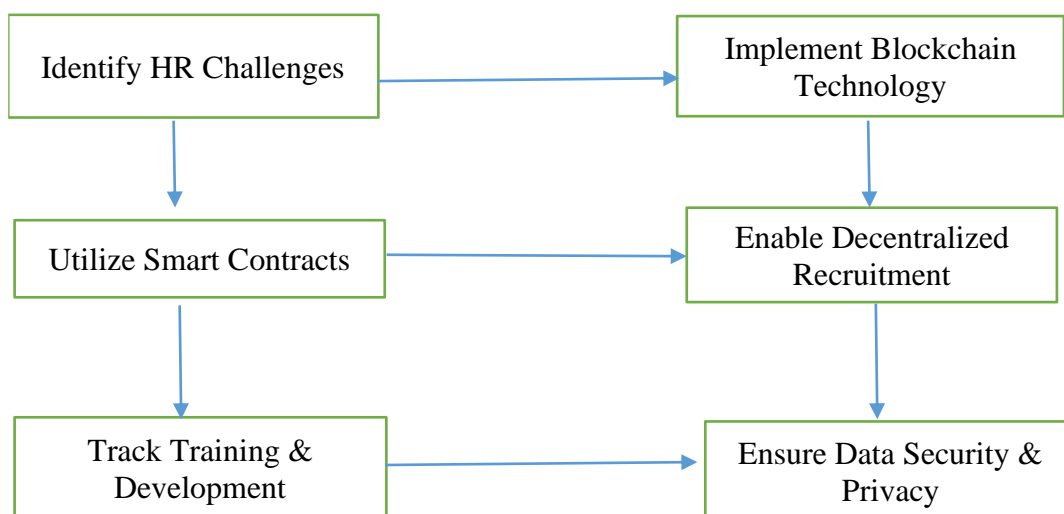 Identify HR Challenges
Implement Blockchain
Technology
Utilize Smart Contracts
Enable Decentralized
Recruitment
Track Training &
Development
Ensure Data Security &
Privacy